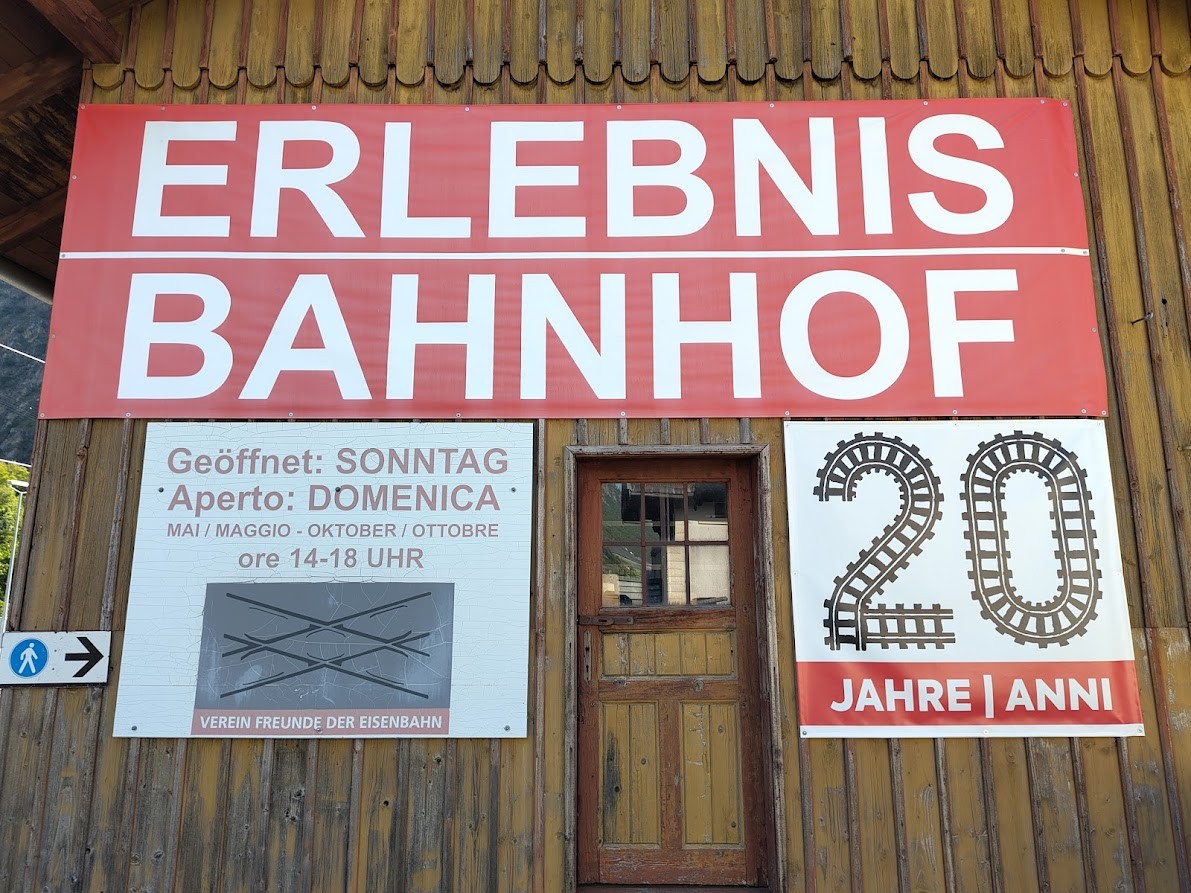 ERLEBNIS
BAHNHOF
Geöffnet: SONNTAG
Aperto: DOMENICA
MAI / MAGGIO - OKTOBER / OTTOBRE
ore 14-18 UHR
VEREIN FREUNDE DER EISENBAHN
20
JAHRE | ANNI